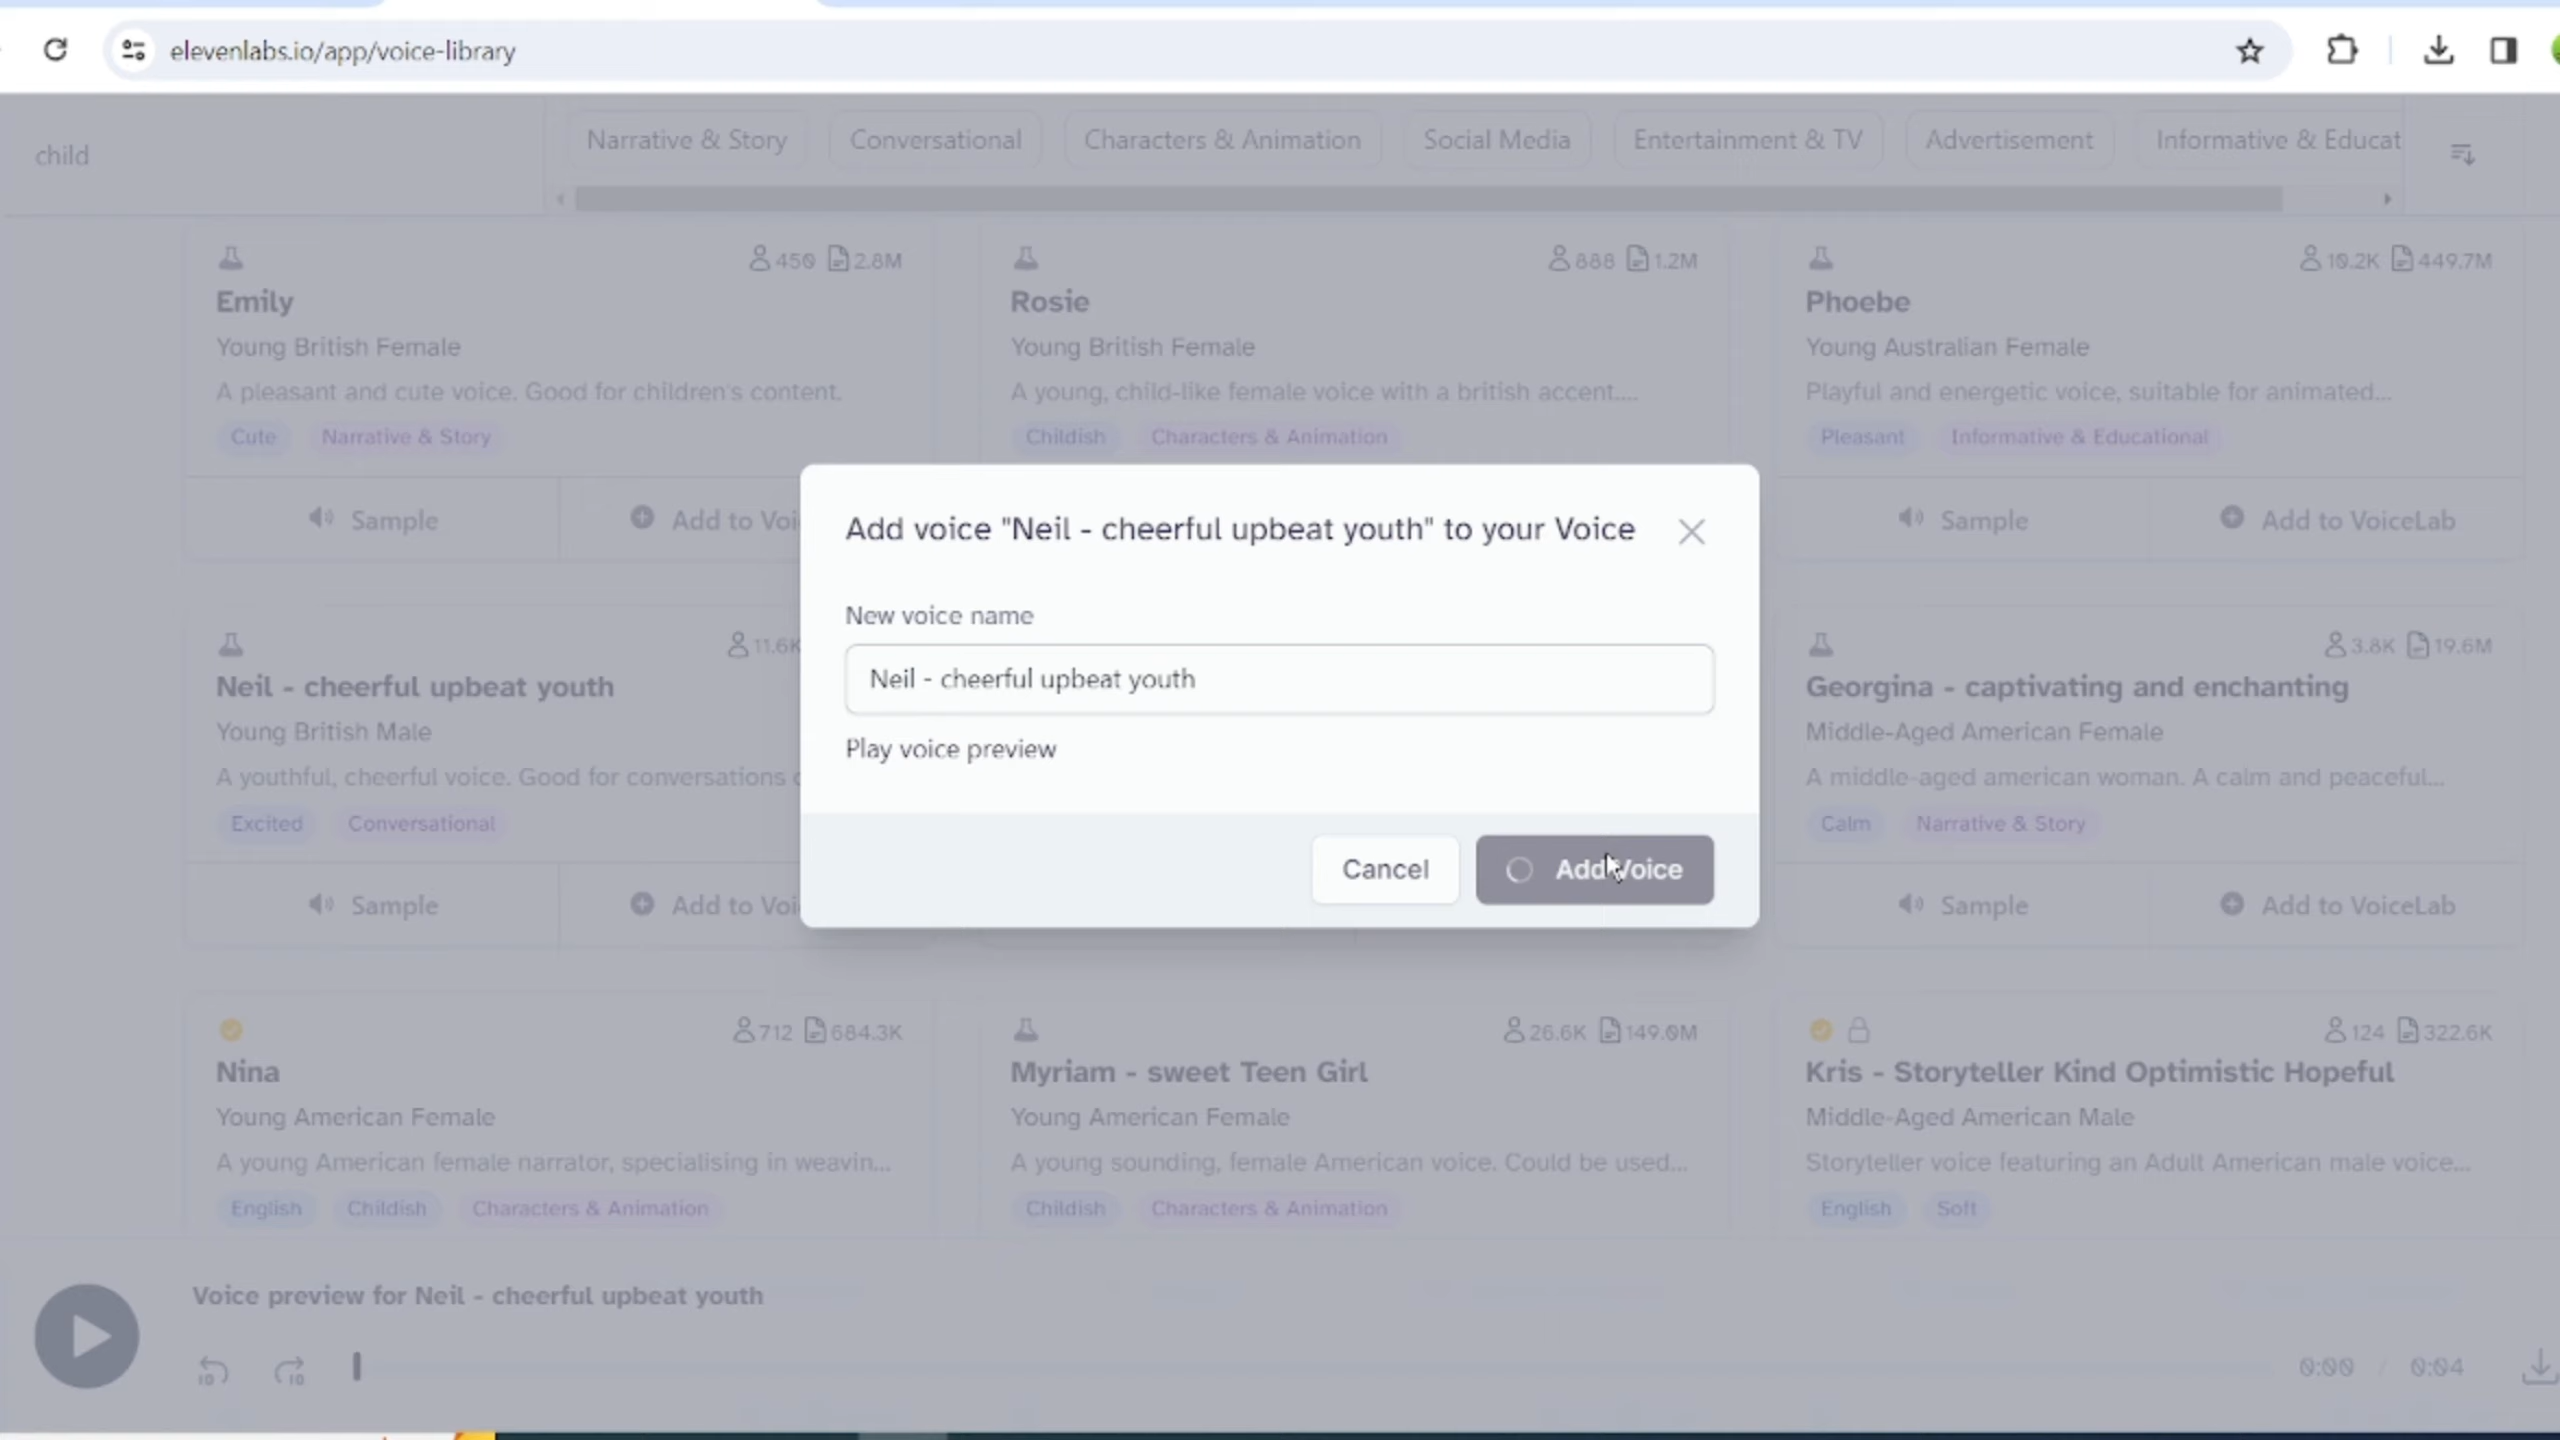 elevenlabs.io/app/voice-library
child
Narrative & Story
Conversational
Characters & Animation
Social Media
Entertainment & TV
Advertisement
Informative & Educat
450 2.8M
Emily
Young British Female
A pleasant and cute voice. Good for children's content.
Cute Narrative & Story
Sample Add to Voi
888 1.2M
Rosie
Young British Female
A young, child-like female voice with a british accent....
Childish Characters & Animation
10.2K 449.7M
Phoebe
Young Australian Female
Playful and energetic voice, suitable for animated...
Pleasant Informative & Educational
Sample Add to VoiceLab
Add voice "Neil - cheerful upbeat youth" to your Voice
New voice name
Neil - cheerful upbeat youth
Play voice preview
Cancel Add Voice
11.6K
Neil - cheerful upbeat youth
Young British Male
A youthful, cheerful voice. Good for conversations
Excited Conversational
Sample Add to Voi
3.8K 19.6M
Georgina - captivating and enchanting
Middle-Aged American Female
A middle-aged american woman. A calm and peaceful...
Calm Narrative & Story
Sample Add to VoiceLab
712 684.3K
Nina
Young American Female
A young American female narrator, specialising in weavin...
English Childish Characters & Animation
26.6K 149.0M
Myriam - sweet Teen Girl
Young American Female
A young sounding, female American voice. Could be used...
Childish Characters & Animation
124 322.6K
Kris - Storyteller Kind Optimistic Hopeful
Middle-Aged American Male
Storyteller voice featuring an Adult American male voice...
English Soft
Voice preview for Neil - cheerful upbeat youth
10 10
0:00 / 0:04